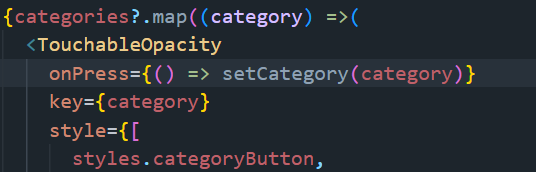 {categories?.map((category) =>(
<TouchableOpacity
onPress={() => setCategory(category)}
key={category}
style={[
styles.categoryButton,